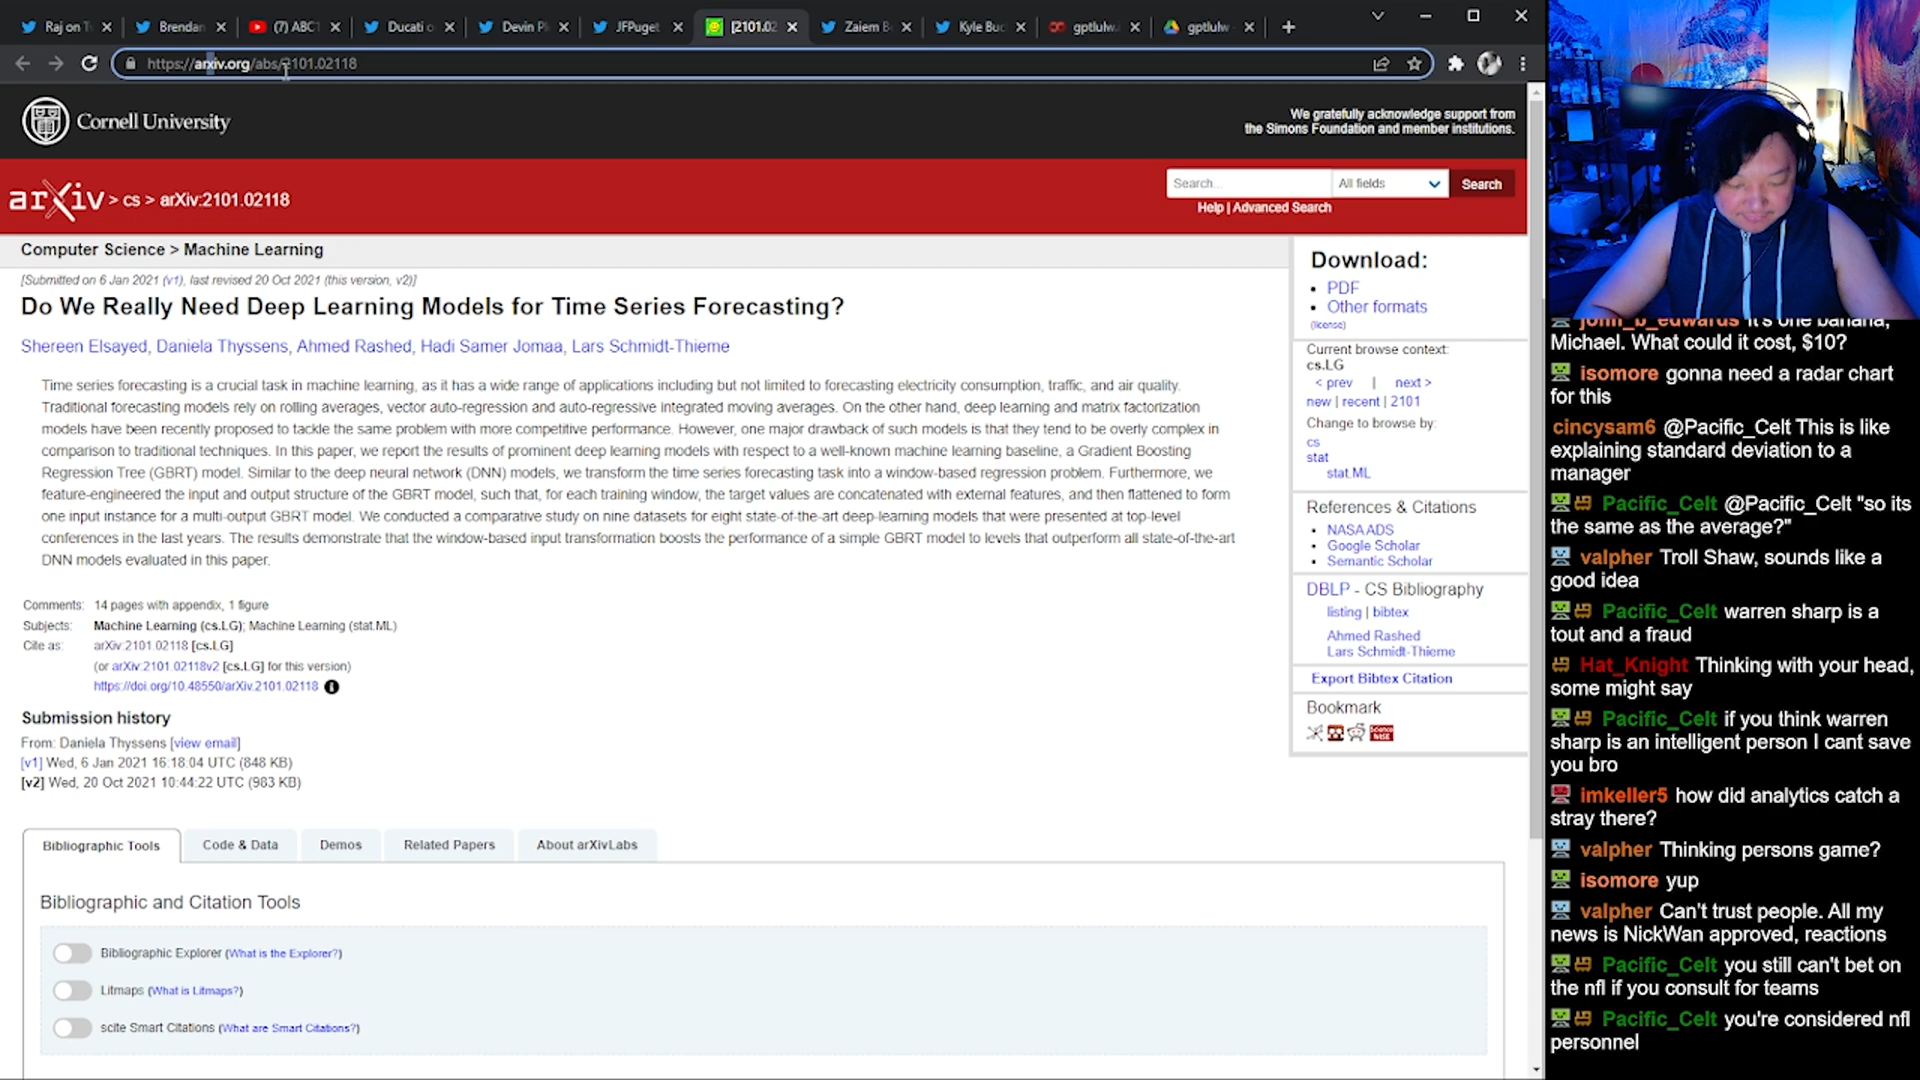 Raj on T
Brendan
(7) ABC
Ducati o
Devin Pl
JFPuget
[2101.02
Zaiem B
Kyle Buc
gptlulw
gptlulw
https://arxiv.org/abs/2101.02118
Cornell University
We gratefully acknowledge support from
the Simons Foundation and member institutions.
arXiv > cs > arXiv:2101.02118
Search...
All fields
Search
Help | Advanced Search
Computer Science > Machine Learning
[Submitted on 6 Jan 2021 (v1), last revised 20 Oct 2021 (this version, v2)]
Do We Really Need Deep Learning Models for Time Series Forecasting?
Shereen Elsayed, Daniela Thyssens, Ahmed Rashed, Hadi Samer Jomaa, Lars Schmidt-Thieme
Time series forecasting is a crucial task in machine learning, as it has a wide range of applications including but not limited to forecasting electricity consumption, traffic, and air quality.
Traditional forecasting models rely on rolling averages, vector auto-regression and auto-regressive integrated moving averages. On the other hand, deep learning and matrix factorization
models have been recently proposed to tackle the same problem with more competitive performance. However, one major drawback of such models is that they tend to be overly complex in
comparison to traditional techniques. In this paper, we report the results of prominent deep learning models with respect to a well-known machine learning baseline, a Gradient Boosting
Regression Tree (GBRT) model. Similar to the deep neural network (DNN) models, we transform the time series forecasting task into a window-based regression problem. Furthermore, we
feature-engineered the input and output structure of the GBRT model, such that, for each training window, the target values are concatenated with external features, and then flattened to form
one input instance for a multi-output GBRT model. We conducted a comparative study on nine datasets for eight state-of-the-art deep-learning models that were presented at top-level
conferences in the last years. The results demonstrate that the window-based input transformation boosts the performance of a simple GBRT model to levels that outperform all state-of-the-art
DNN models evaluated in this paper.
Comments: 14 pages with appendix, 1 figure
Subjects: Machine Learning (cs.LG); Machine Learning (stat.ML)
Cite as: arXiv:2101.02118 [cs.LG]
(or arXiv:2101.02118v2 [cs.LG] for this version)
https://doi.org/10.48550/arXiv.2101.02118
Submission history
From: Daniela Thyssens [view email]
[v1] Wed, 6 Jan 2021 16:18:04 UTC (848 KB)
[v2] Wed, 20 Oct 2021 10:44:22 UTC (983 KB)
Bibliographic Tools
Code & Data
Demos
Related Papers
About arXivLabs
Bibliographic and Citation Tools
Bibliographic Explorer (What is the Explorer?)
Litmaps (What is Litmaps?)
scite Smart Citations (What are Smart Citations?)
Download:
PDF
Other formats
(license)
Current browse context:
cs.LG
< prev | next >
new | recent | 2101
Change to browse by:
cs
stat
stat.ML
References & Citations
NASA ADS
Google Scholar
Semantic Scholar
DBLP - CS Bibliography
listing | bibtex
Ahmed Rashed
Lars Schmidt-Thieme
Export Bibtex Citation
Bookmark
john_b_edwards It's one banana,
Michael. What could it cost, $10?
isomore gonna need a radar chart
for this
cincysam6 @Pacific_Celt This is like
explaining standard deviation to a
manager
Pacific_Celt @Pacific_Celt "so its
the same as the average?"
valpher Troll Shaw, sounds like a
good idea
Pacific_Celt warren sharp is a
tout and a fraud
Hat_Knight Thinking with your head,
some might say
Pacific_Celt if you think warren
sharp is an intelligent person I cant save
you bro
imkeller5 how did analytics catch a
stray there?
valpher Thinking persons game?
isomore yup
valpher Can't trust people. All my
news is NickWan approved, reactions
Pacific_Celt you still can't bet on
the nfl if you consult for teams
Pacific_Celt you're considered nfl
personnel